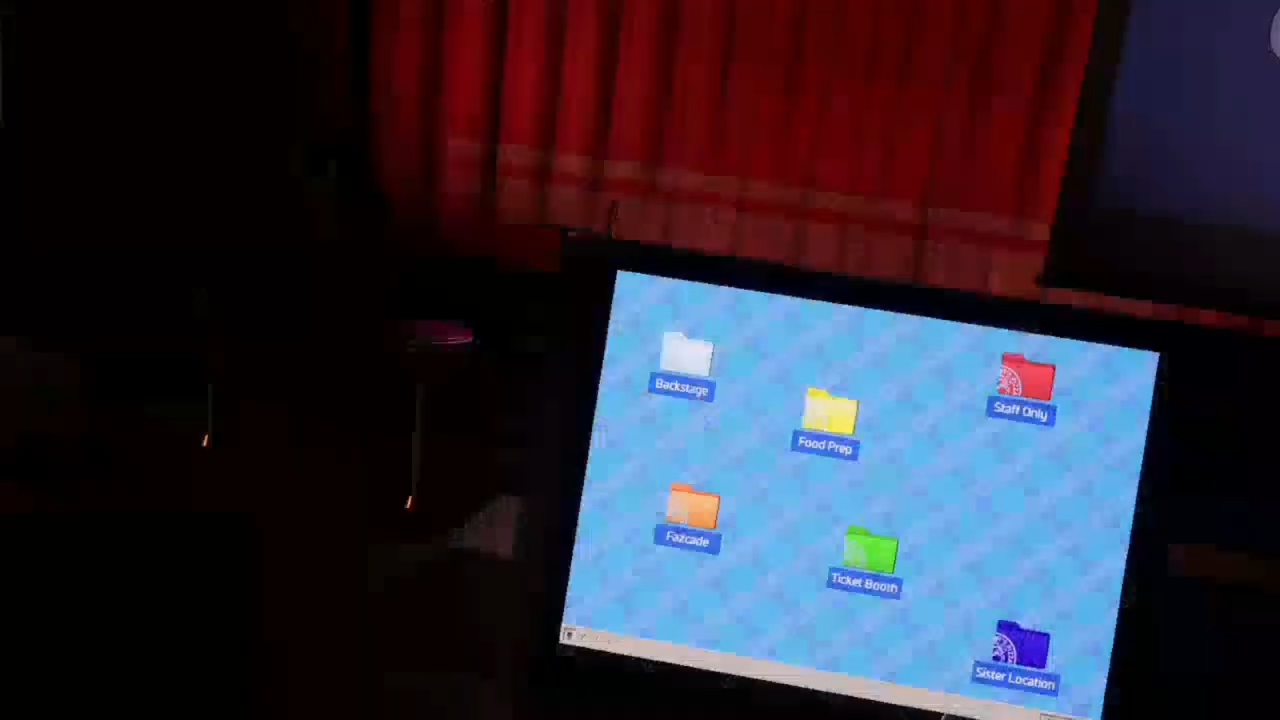 Backstage
Staff Only
Food Prep
Fazcade
Ticket Booth
Sister Location